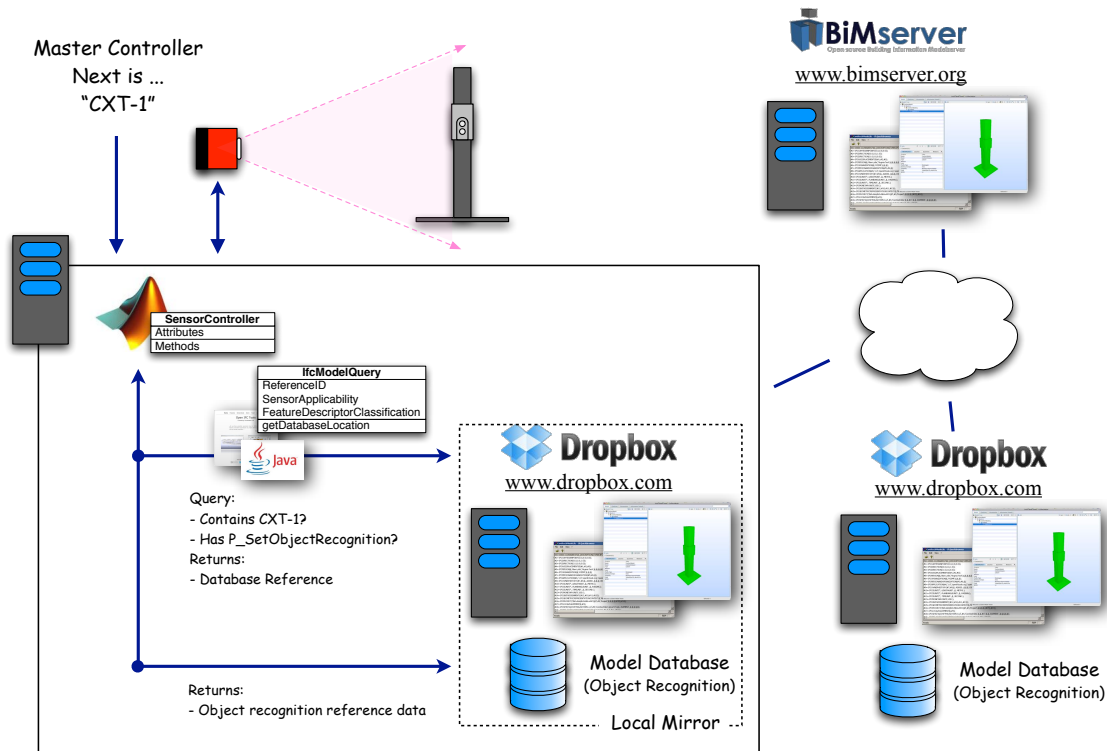 Master Controller
Next is ...
“CXT-1”
BiMserver
Open source Building Information Modelserver
www.bimserver.org
SensorController
Attributes
Methods
IfcModelQuery
ReferenceID
SensorApplicability
FeatureDescriptorClassification
getDatabaseLocation
Java
Query:
- Contains CXT-1?
- Has P_SetObjectRecognition?
Returns:
- Database Reference
Returns:
- Object recognition reference data
Dropbox
www.dropbox.com
Model Database
(Object Recognition)
Local Mirror
Dropbox
www.dropbox.com
Model Database
(Object Recognition)